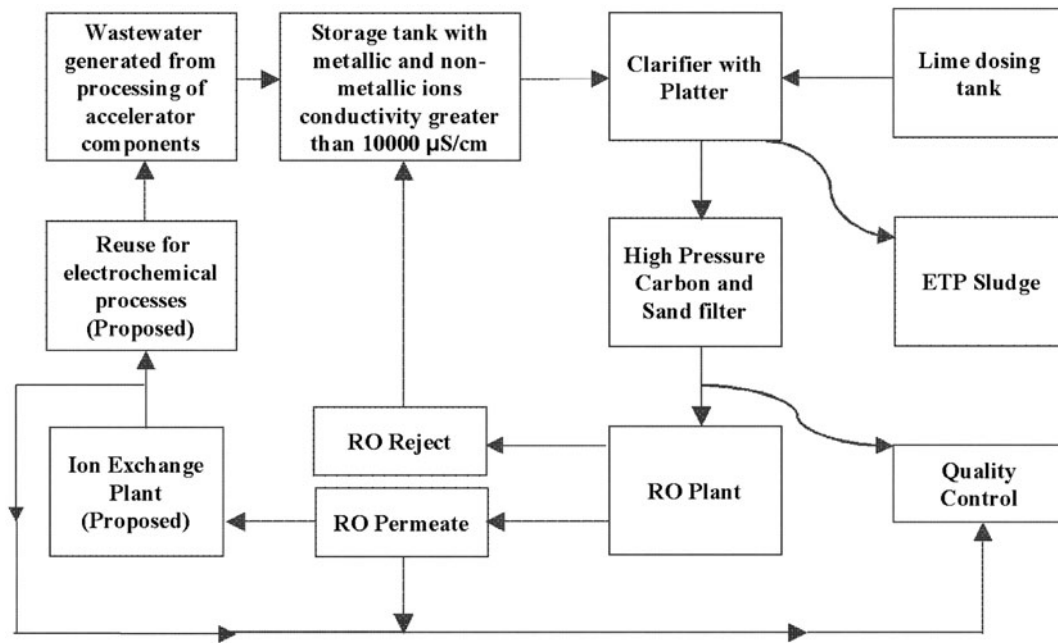 Wastewater
generated from
processing of
accelerator
components
Storage tank with
metallic and non-
metallic ions
conductivity greater
than 10000 µS/cm
Clarifier with
Platter
Lime dosing
tank
Reuse for
electrochemical
processes
(Proposed)
High Pressure
Carbon and
Sand filter
ETP Sludge
Ion Exchange
Plant
(Proposed)
RO Reject
RO Permeate
RO Plant
Quality
Control